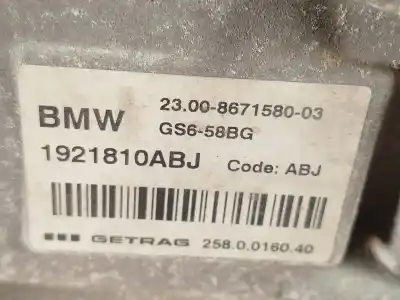 BMW 23.00-8671580-03
GS6-58BG
1921810ABJ Code: ABJ
GETRAG 258.0.0160.40